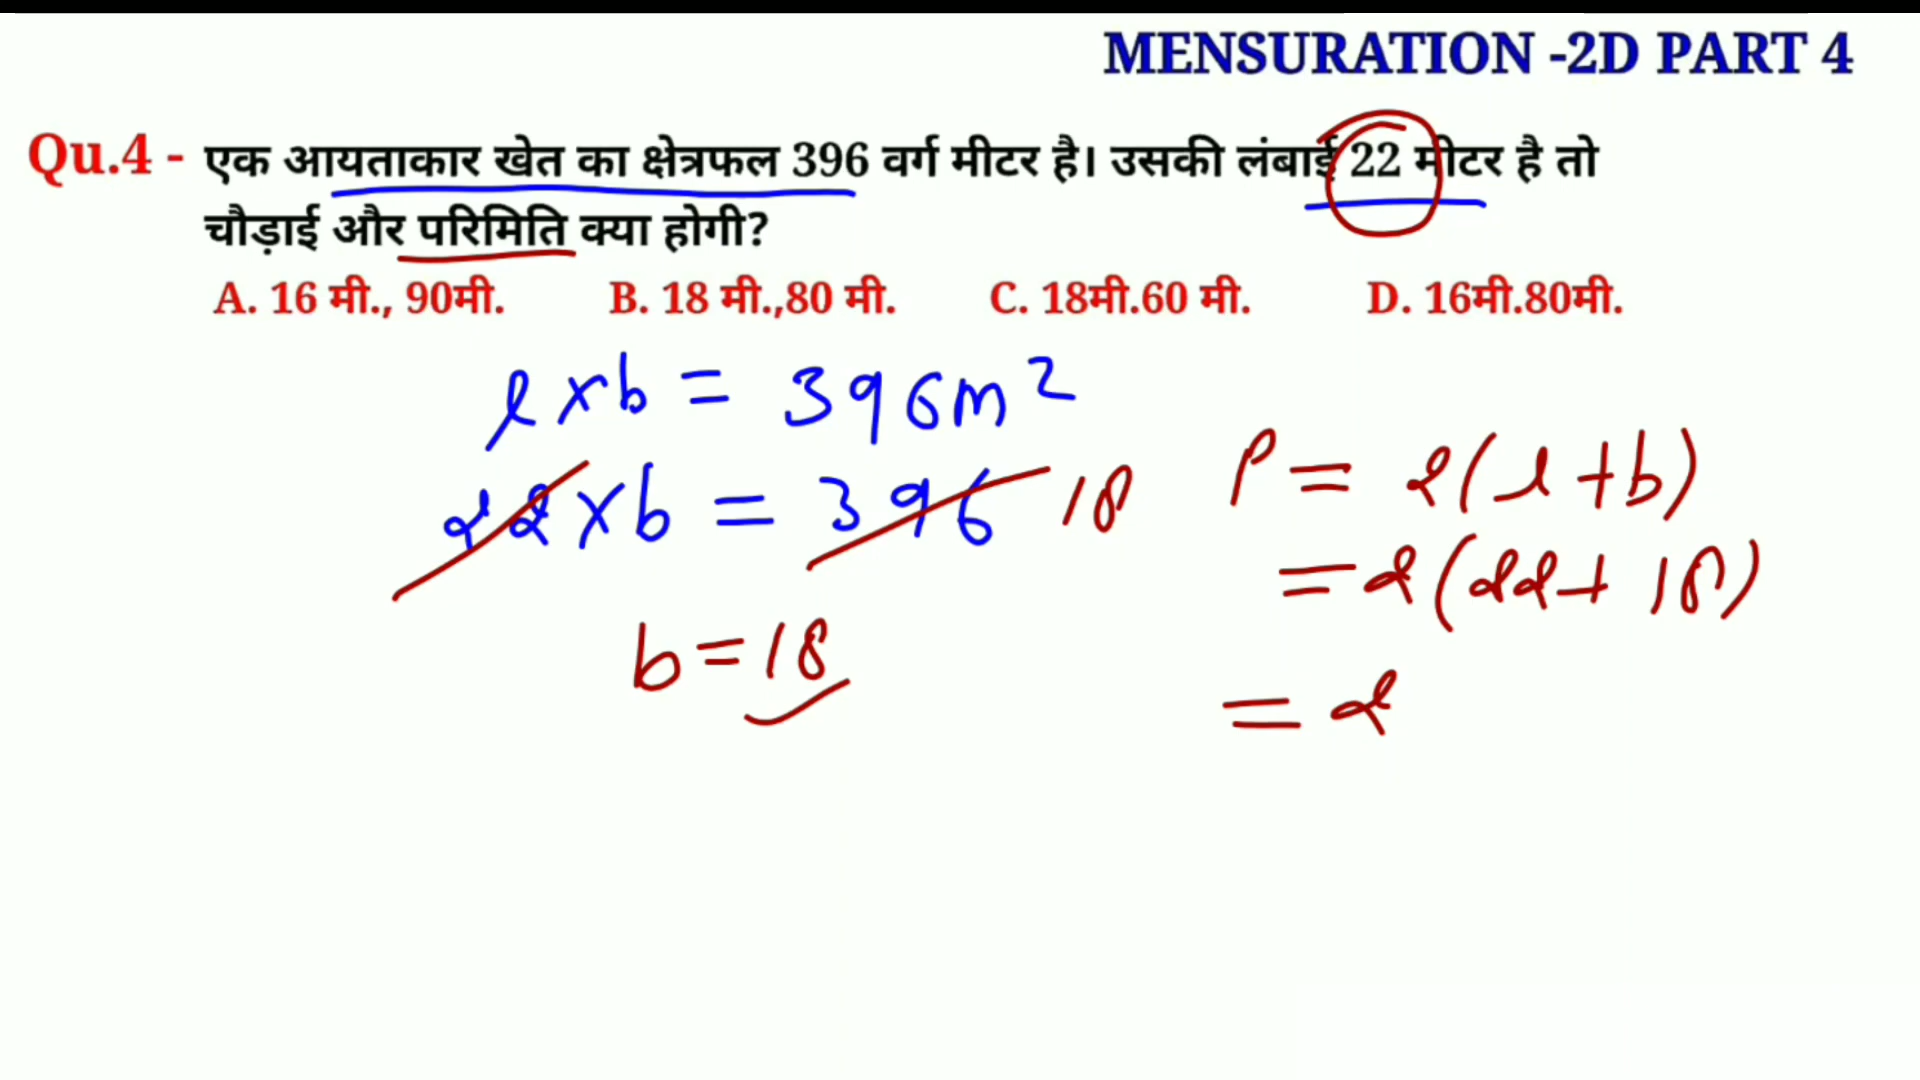 MENSURATION -2D PART 4
Qu.4 - एक आयताकार खेत का क्षेत्रफल 396 वर्ग मीटर है। उसकी लंबाई 22 मीटर है तो
चौड़ाई और परिमिति क्या होगी?
A. 16 मी., 90मी. B. 18 मी.,80 मी. C. 18मी.60 मी. D. 16मी.80मी.
l x b = 396m²
22 x b = 396 18
b = 18
P = 2(l+b)
= 2(22+18)
= 2